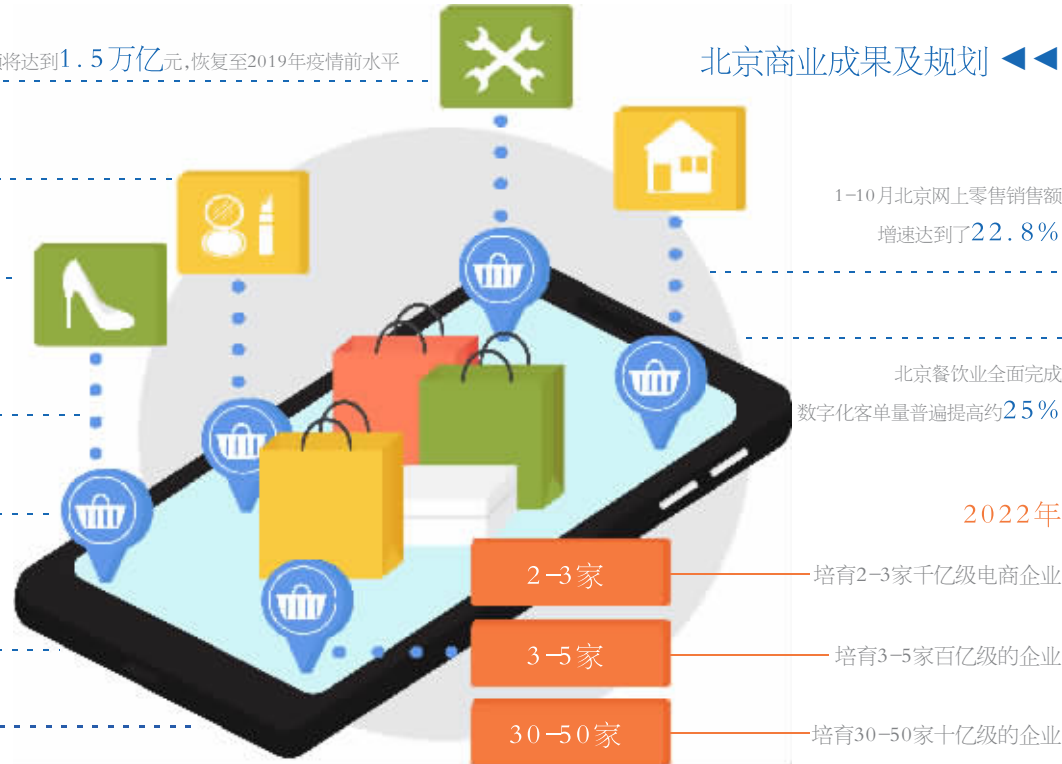 将达到1.5万亿元,恢复至2019年疫情前水平
北京商业成果及规划
1-10月北京网上零售销售额
增速达到了22.8%
北京餐饮业全面完成
数字化客单量普遍提高约25%
2022年
2-3家
培育2-3家千亿级电商企业
3-5家
培育3-5家百亿级的企业
30-50家
培育30-50家十亿级的企业